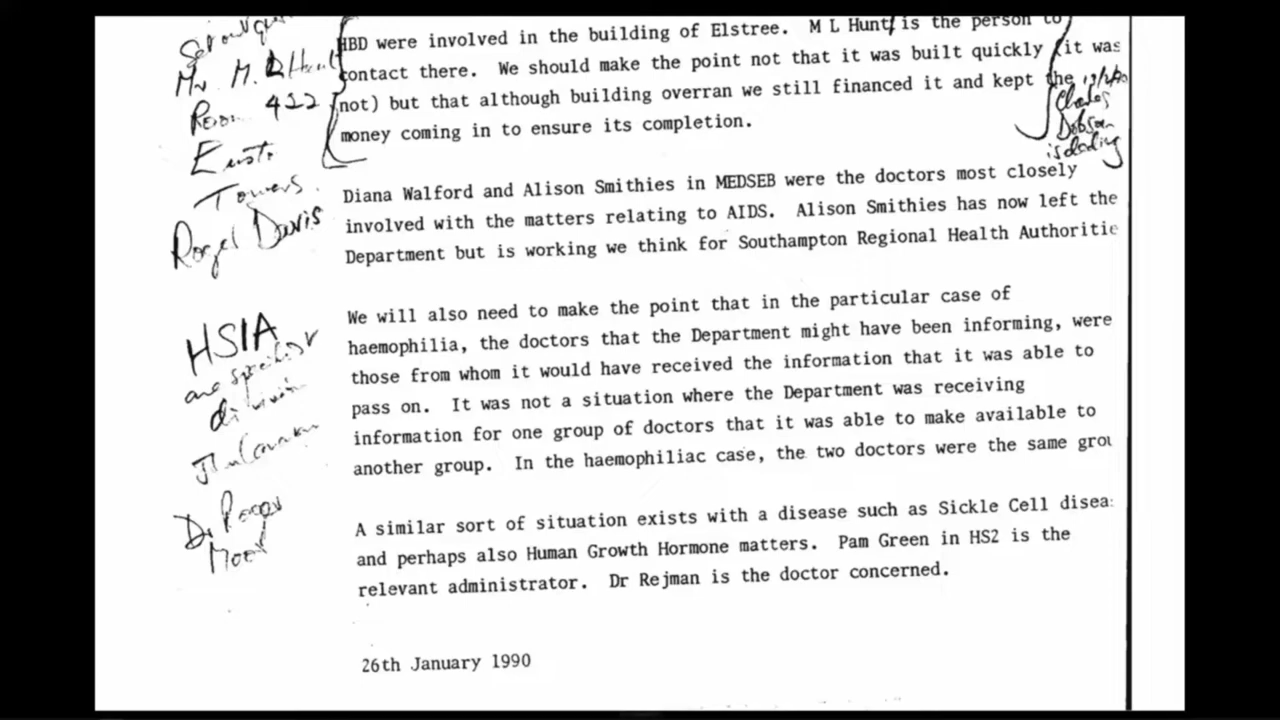 HBD were involved in the building of Elstree. M L Hunt is the person to
contact there. We should make the point not that it was built quickly (it was
not) but that although building overran we still financed it and kept the
money coming in to ensure its completion.
Diana Walford and Alison Smithies in MEDSEB were the doctors most closely
involved with the matters relating to AIDS. Alison Smithies has now left the
Department but is working we think for Southampton Regional Health Authoritie
We will also need to make the point that in the particular case of
haemophilia, the doctors that the Department might have been informing, were
those from whom it would have received the information that it was able to
pass on. It was not a situation where the Department was receiving
information for one group of doctors that it was able to make available to
another group. In the haemophiliac case, the two doctors were the same grou
A similar sort of situation exists with a disease such as Sickle Cell disea
and perhaps also Human Growth Hormone matters. Pam Green in HS2 is the
relevant administrator. Dr Rejman is the doctor concerned.
26th January 1990
Mr M. L Hunt
Room 422
Euston
Towers.
Roger Davis
HSIA
are specialist
division
Dr Roger
Moor
Charles
Dobson
is dealing